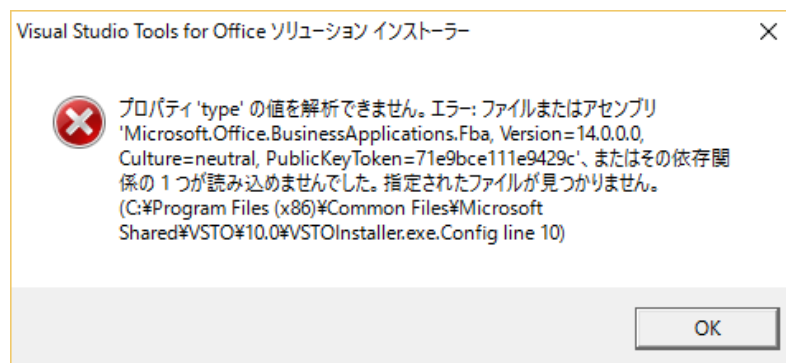 Visual Studio Tools for Office ソリューション インストーラー
プロパティ 'type' の値を解析できません。エラー: ファイルまたはアセンブリ
'Microsoft.Office.BusinessApplications.Fba, Version=14.0.0.0,
Culture=neutral, PublicKeyToken=71e9bce111e9429c'、またはその依存関
係の 1 つが読み込めませんでした。指定されたファイルが見つかりません。
(C:¥Program Files (x86)¥Common Files¥Microsoft
Shared¥VSTO¥10.0¥VSTOInstaller.exe.Config line 10)
OK